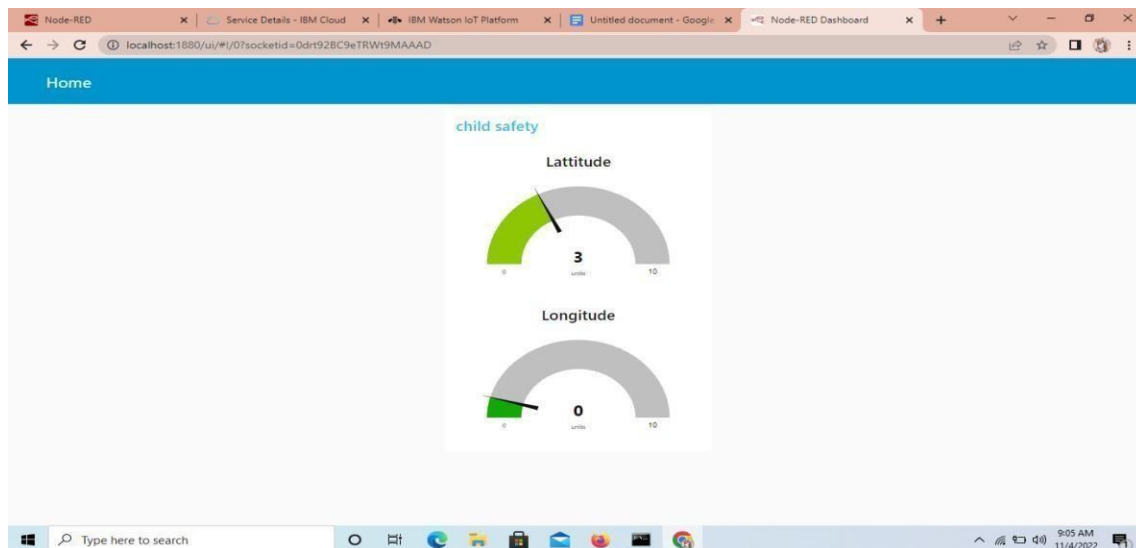 Node-RED
Service Details - IBM Cloud
IBM Watson IoT Platform
Untitled document - Google
Node-RED Dashboard
localhost:1880/ui/#!/0?socketid=0drt92BC9eTRWt9MAAAD
Home
child safety
Lattitude
3
units
0
10
Longitude
0
units
0
10
Type here to search
9:05 AM
11/4/2022